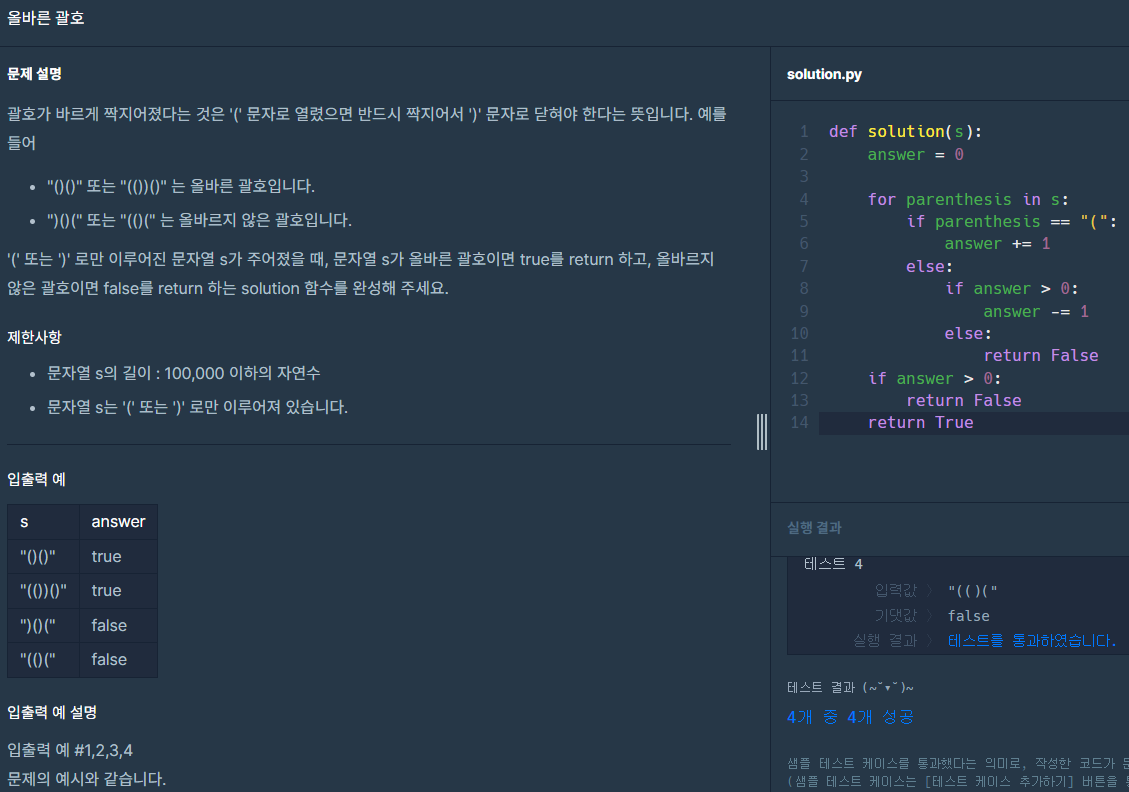 올바른 괄호
문제 설명
괄호가 바르게 짝지어졌다는 것은 '(' 문자로 열렸으면 반드시 짝지어서 ')' 문자로 닫혀야 한다는 뜻입니다. 예를
들어
• "()()" 또는 "(())()" 는 올바른 괄호입니다.
• ")()(" 또는 "(()(" 는 올바르지 않은 괄호입니다.
'(' 또는 ')' 로만 이루어진 문자열 s가 주어졌을 때, 문자열 s가 올바른 괄호이면 true를 return 하고, 올바르지
않은 괄호이면 false를 return 하는 solution 함수를 완성해 주세요.
제한사항
• 문자열 s의 길이 : 100,000 이하의 자연수
• 문자열 s는 '(' 또는 ')' 로만 이루어져 있습니다.
입출력 예
s answer
"()()" true
"(())()" true
")()(" false
"(()(" false
입출력 예 설명
입출력 예 #1,2,3,4
문제의 예시와 같습니다.
solution.py
1 def solution(s):
2     answer = 0
3
4     for parenthesis in s:
5         if parenthesis == "(":
6             answer += 1
7         else:
8             if answer > 0:
9                 answer -= 1
10             else:
11                 return False
12     if answer > 0:
13         return False
14     return True
실행 결과
테스트 4
입력값 〉 "(()("
기댓값 〉 false
실행 결과 〉 테스트를 통과하였습니다.
테스트 결과 (~˘▾˘)~
4개 중 4개 성공
샘플 테스트 케이스를 통과했다는 의미로, 작성한 코드가
(샘플 테스트 케이스는 [테스트 케이스 추가하기] 버튼을